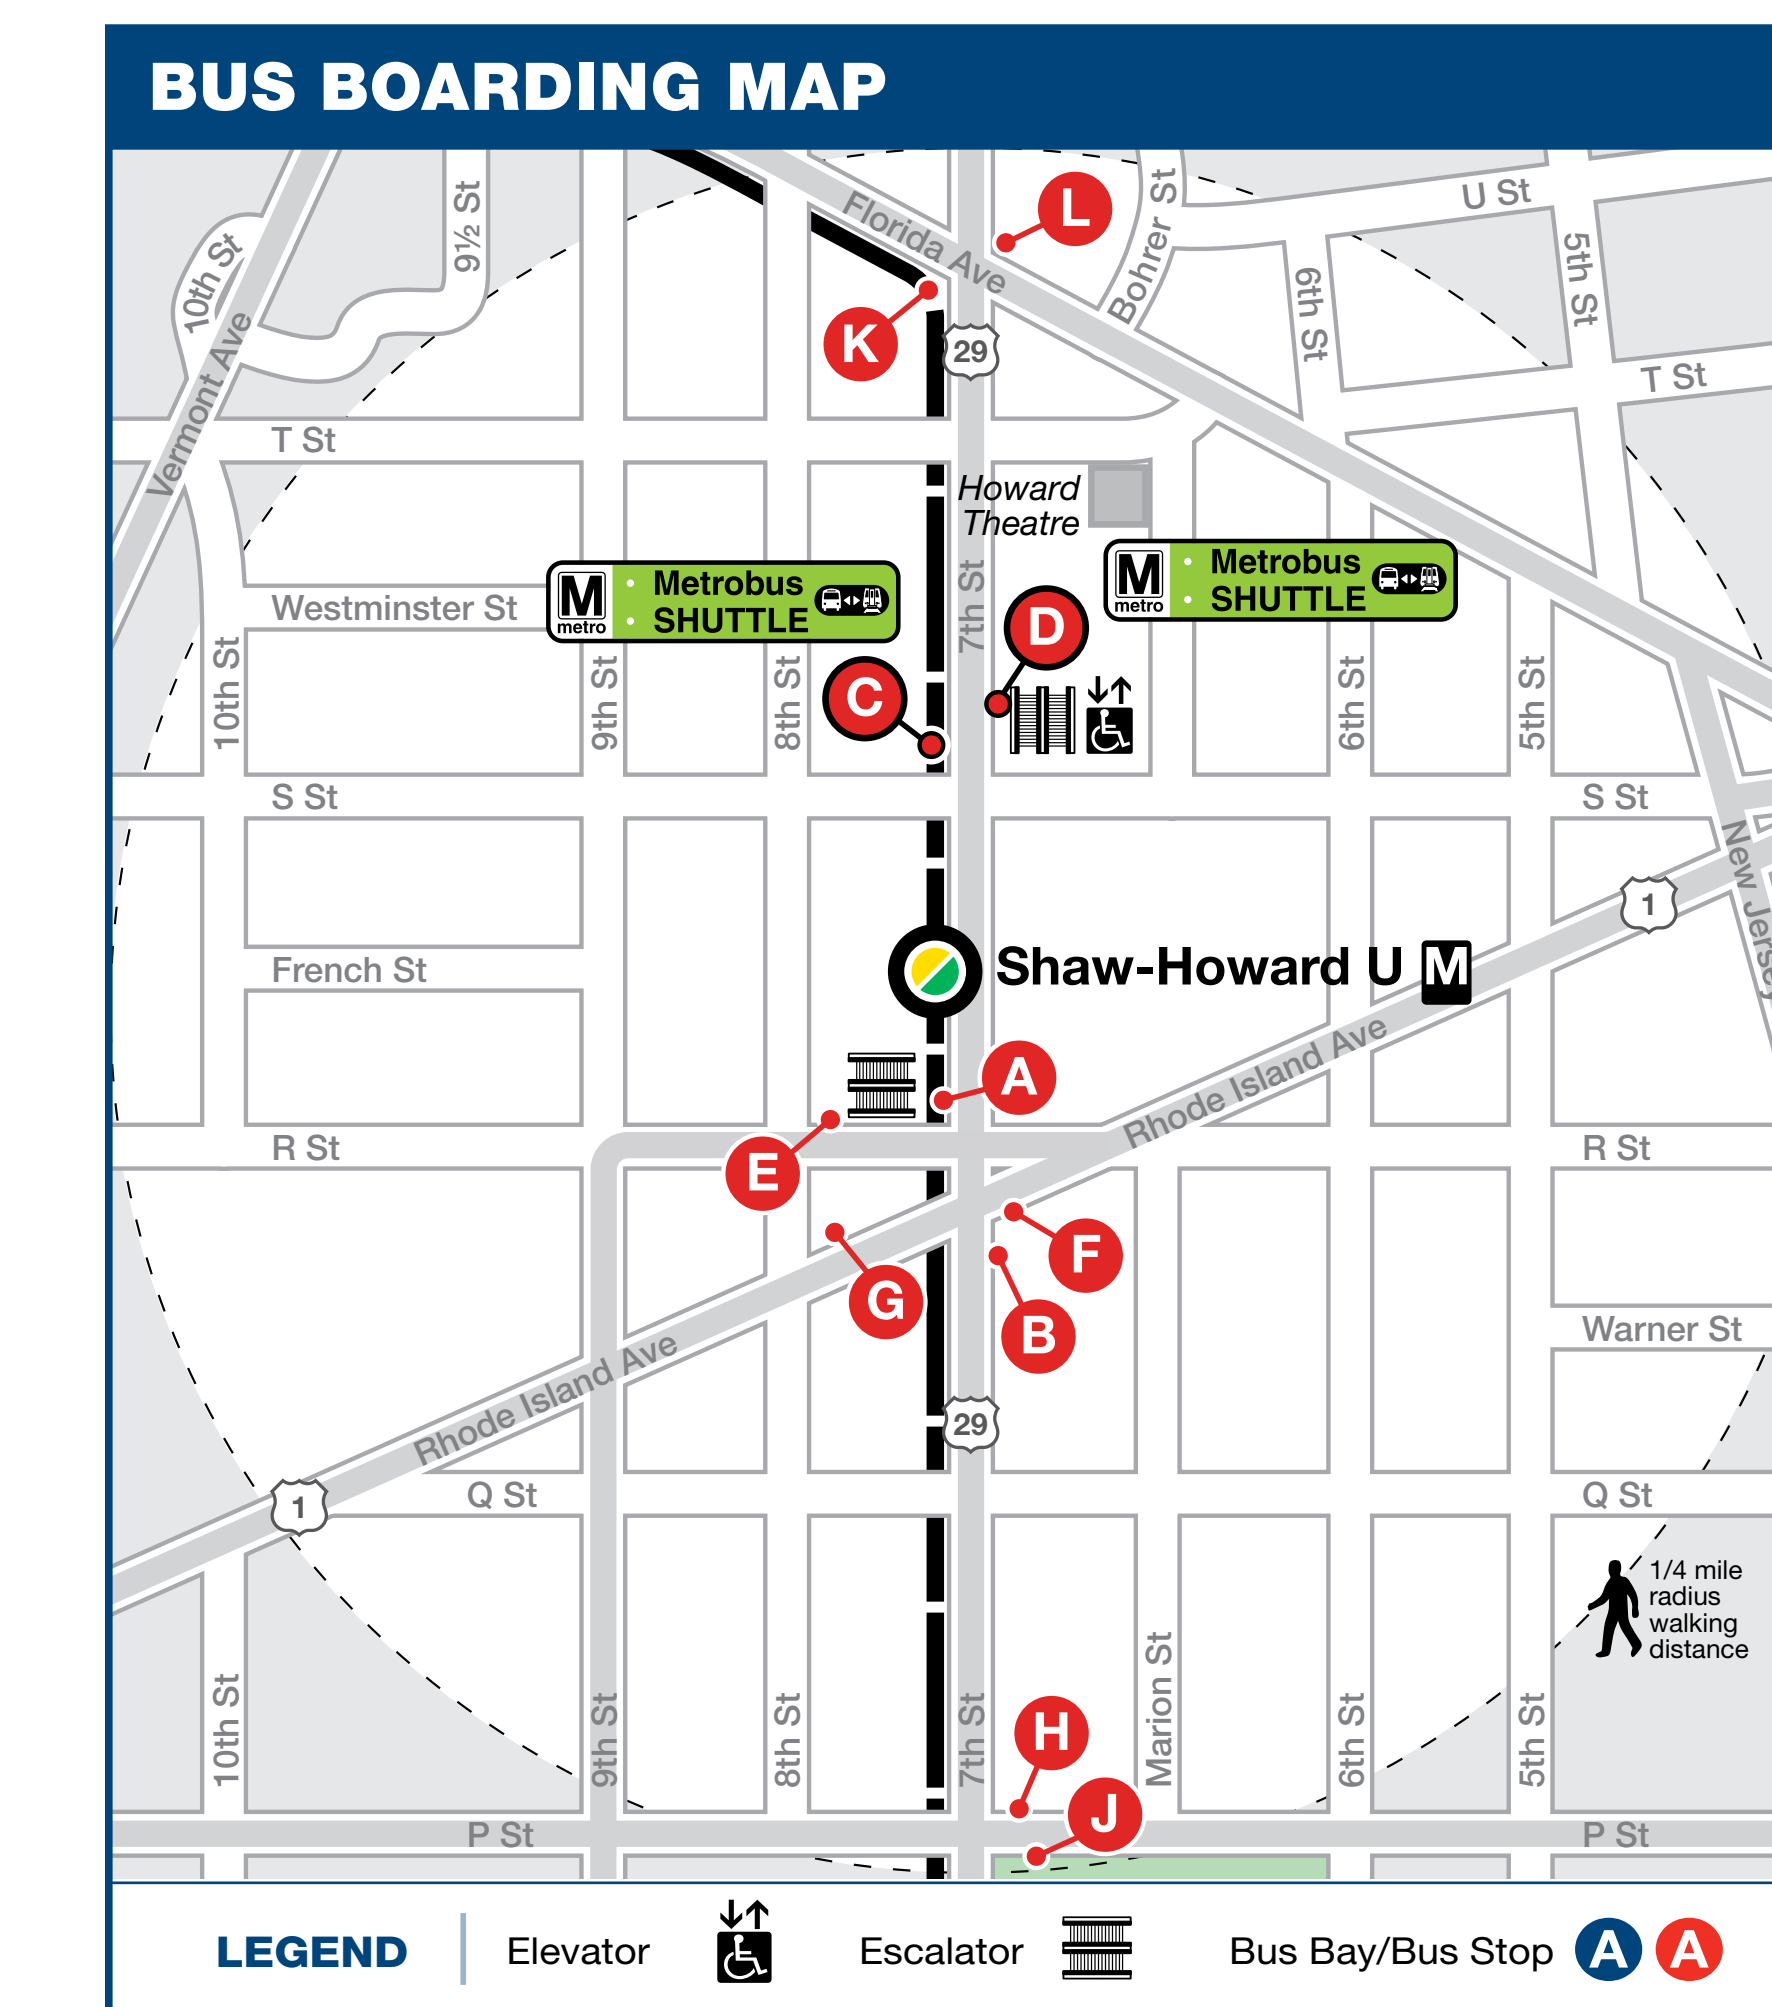 BUS BOARDING MAP
9½ St
10th St
Vermont Ave
Florida Ave
L
Bohrer St
U St
5th St
6th St
K
29
T St
T St
Howard
Theatre
M
metro
Metrobus
SHUTTLE
M
metro
Metrobus
SHUTTLE
Westminster St
7th St
D
C
10th St
9th St
8th St
6th St
5th St
S St
S St
New Jersey
1
French St
Shaw-Howard U M
A
Rhode Island Ave
R St
E
R St
F
G
B
Warner St
Rhode Island Ave
29
1
Q St
Q St
1/4 mile
radius
walking
distance
10th St
9th St
8th St
7th St
H
Marion St
6th St
5th St
J
P St
P St
LEGEND
Elevator
Escalator
Bus Bay/Bus Stop A A